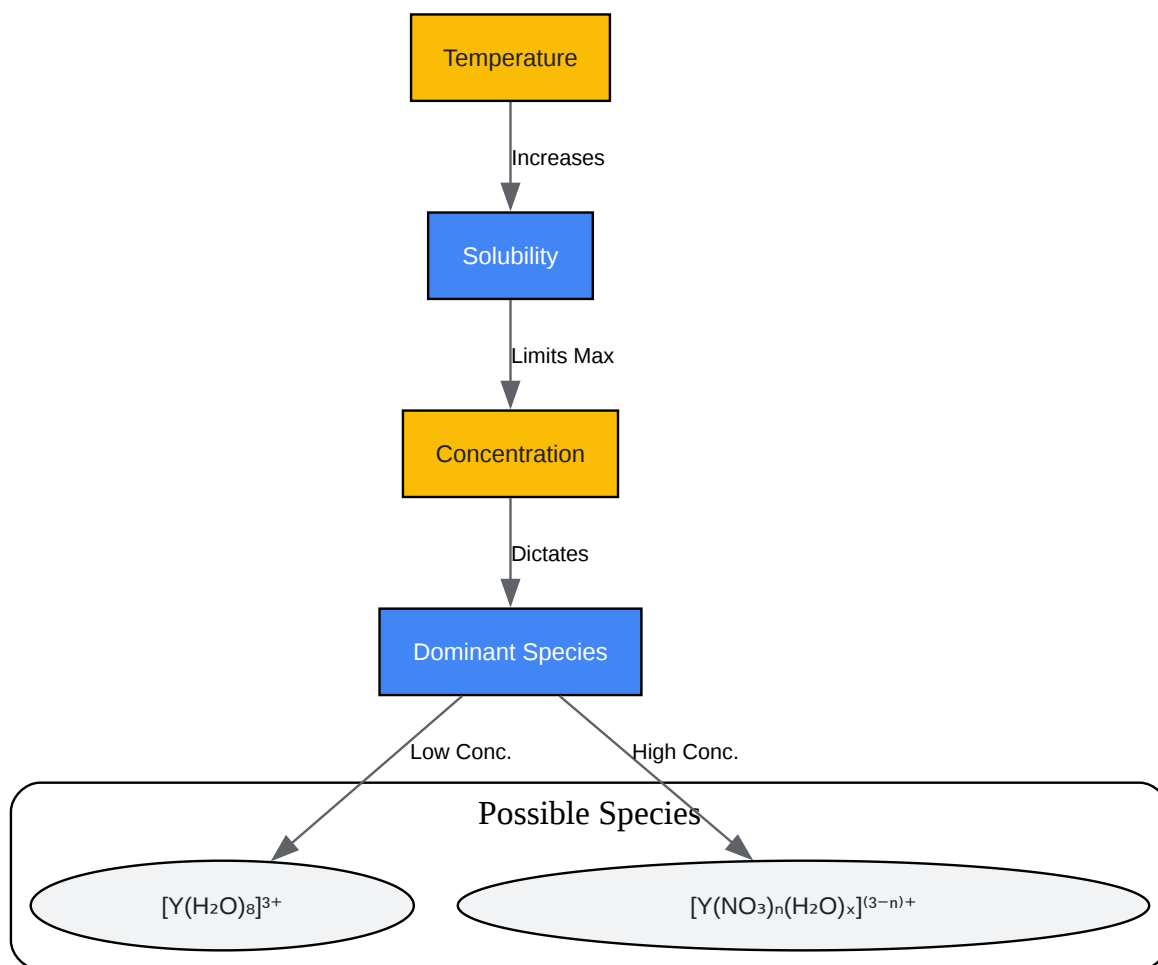 Temperature
Increases
Solubility
Limits Max
Concentration
Dictates
Dominant Species
Low Conc.
High Conc.
Possible Species
[Y(H₂O)₈]³⁺
[Y(NO₃)ₙ(H₂O)ₓ]⁽³⁻ⁿ⁾⁺